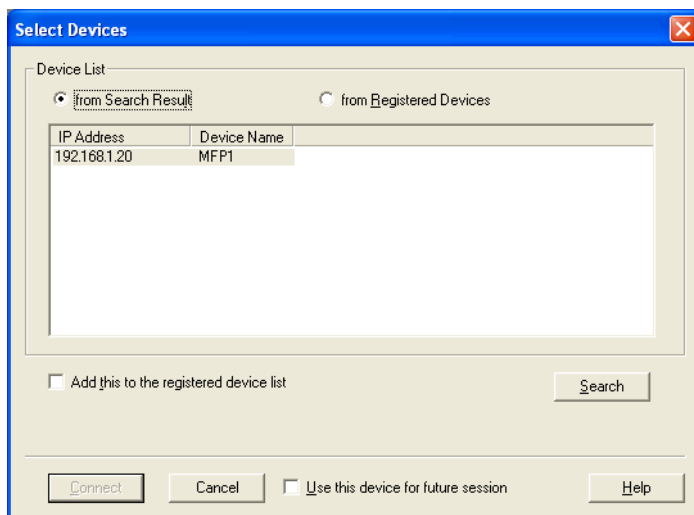 Select Devices
Device List
from Search Result
from Registered Devices
IP Address Device Name
192.168.1.20 MFP1
Add this to the registered device list
Search
Connect Cancel Use this device for future session Help